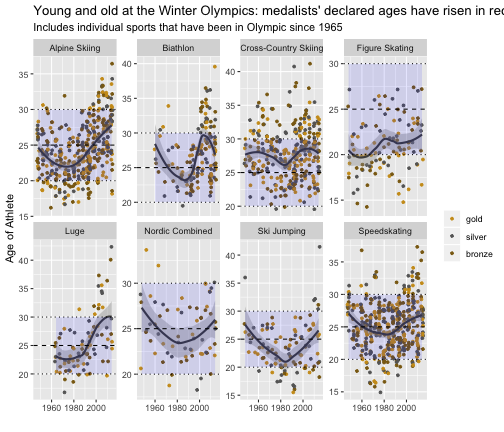 Young and old at the Winter Olympics: medalists' declared ages have risen in rec
Includes individual sports that have been in Olympic since 1965
Alpine Skiing
Biathlon
Cross-Country Skiing
Figure Skating
35
30
25
20
15
40
35
30
25
20
40
35
30
25
20
30
25
20
15
Age of Athlete
gold
silver
bronze
Luge
Nordic Combined
Ski Jumping
Speedskating
40
35
30
25
20
35
30
25
20
40
35
30
25
20
15
35
30
25
20
15
1960 1980 2000
1960 1980 2000
1960 1980 2000
1960 1980 2000